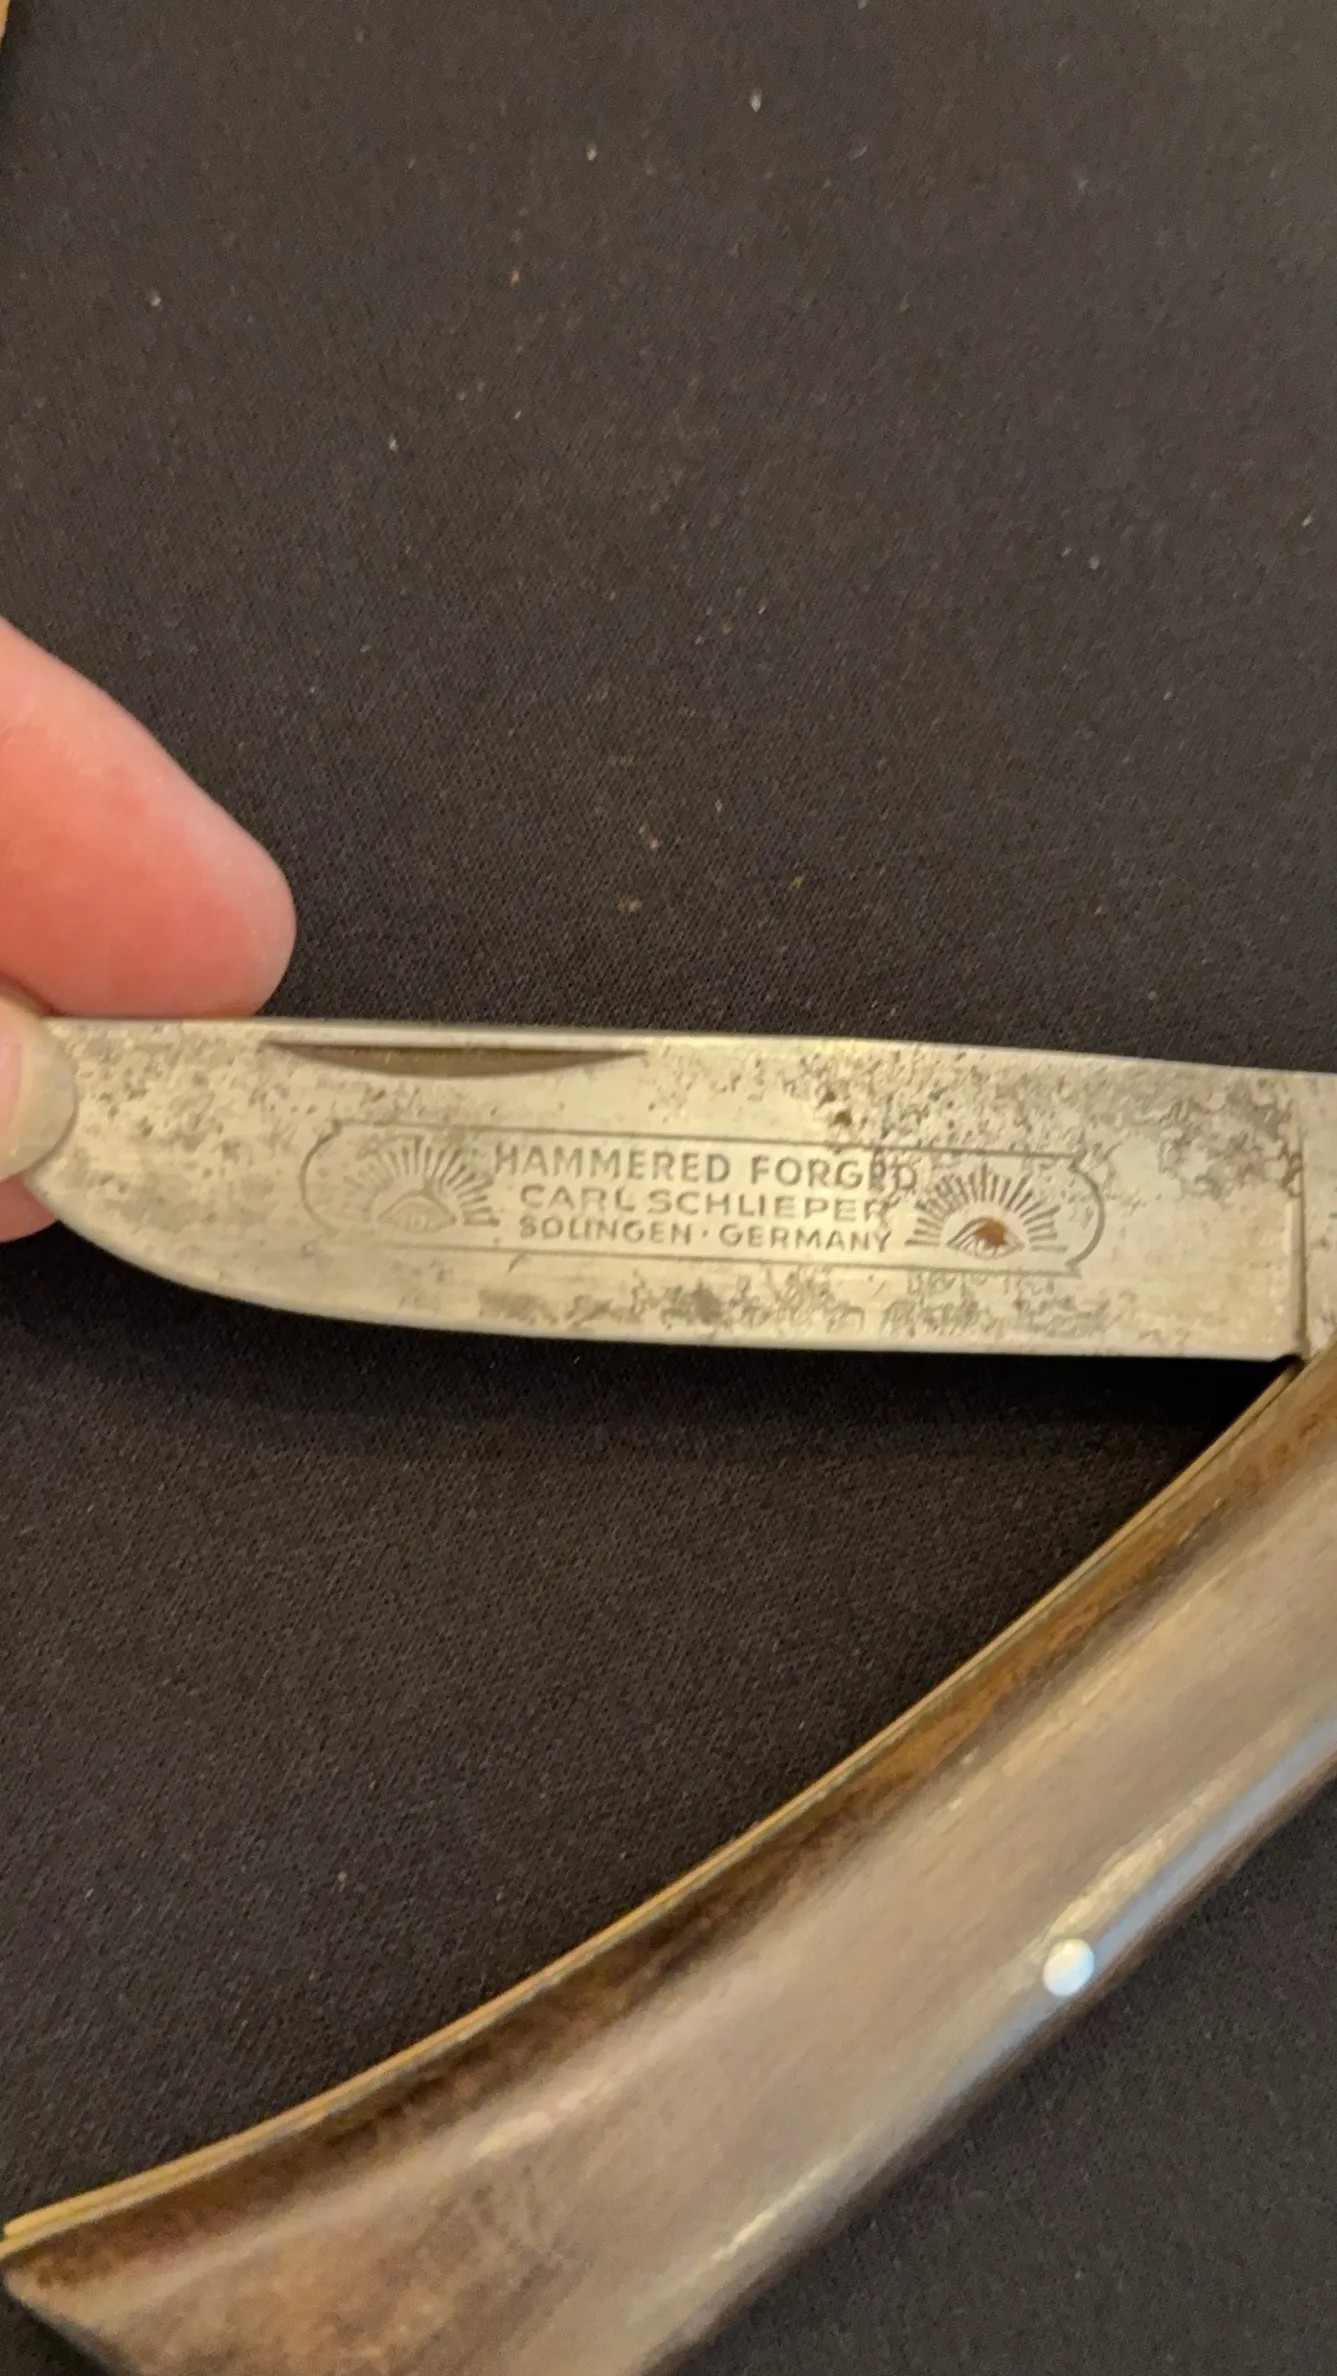 HAMMERED FORGED
CARL SCHLIEPER
SOLINGEN · GERMANY